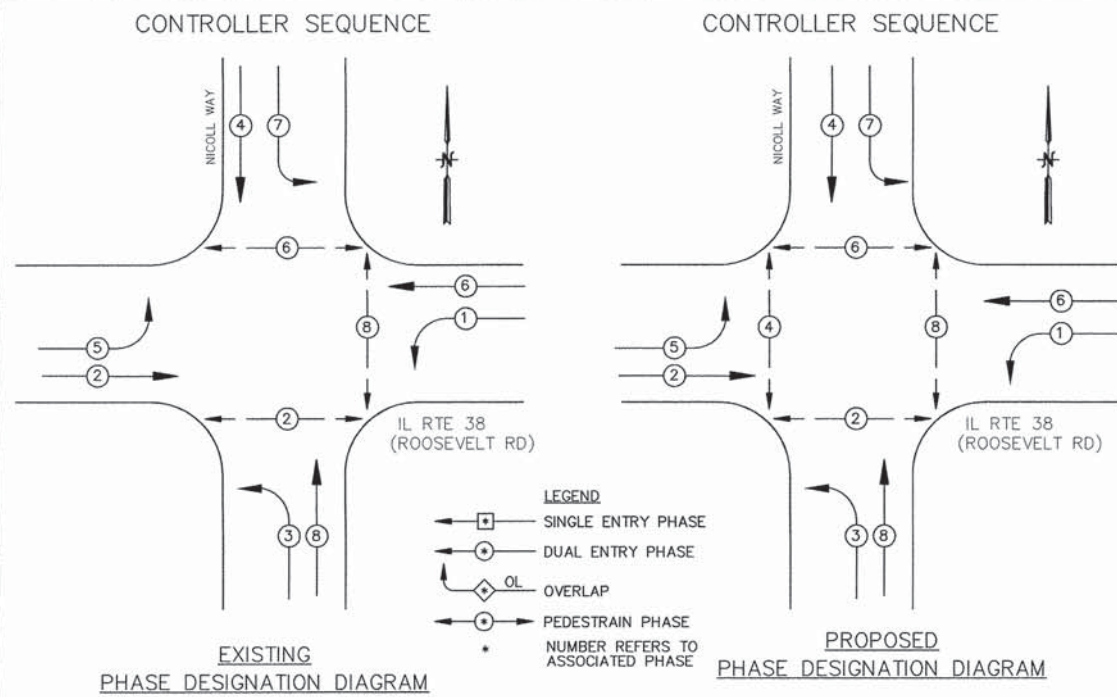 CONTROLLER SEQUENCE
NICOLL WAY
4
7
N
6
6
8
1
5
2
2
IL RTE 38
(ROOSEVELT RD)
3
8
EXISTING
PHASE DESIGNATION DIAGRAM
LEGEND
* SINGLE ENTRY PHASE
* DUAL ENTRY PHASE
* OL OVERLAP
* PEDESTRAIN PHASE
* NUMBER REFERS TO
ASSOCIATED PHASE
CONTROLLER SEQUENCE
NICOLL WAY
4
7
N
6
6
4
8
1
5
2
2
IL RTE 38
(ROOSEVELT RD)
3
8
PROPOSED
PHASE DESIGNATION DIAGRAM